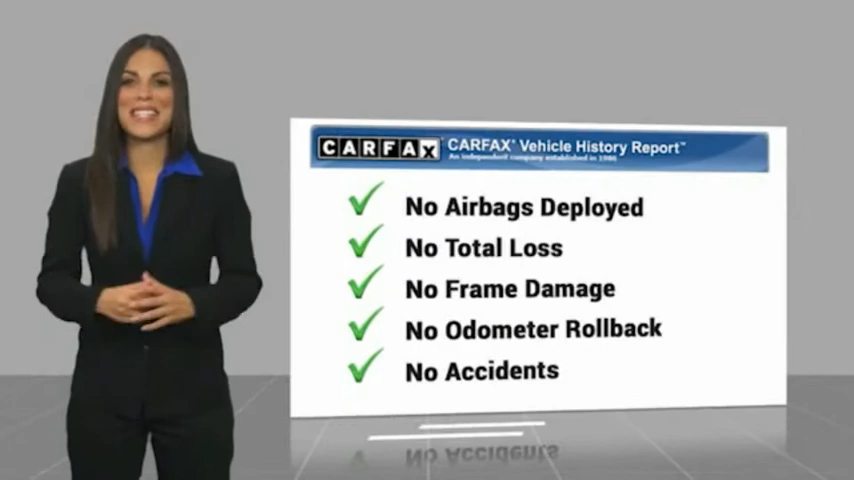 CARFAX CARFAX® Vehicle History Report™
An independent company established in 1986
No Airbags Deployed
No Total Loss
No Frame Damage
No Odometer Rollback
No Accidents
No Accidents